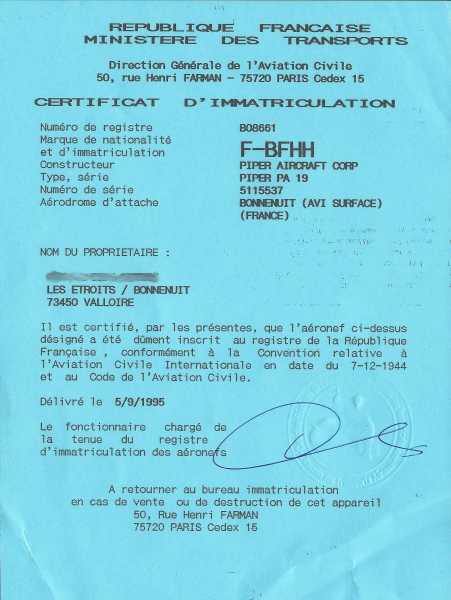 REPUBLIQUE FRANCAISE
MINISTERE DES TRANSPORTS
Direction Générale de l'Aviation Civile
50, rue Henri FARMAN - 75720 PARIS Cedex 15
CERTIFICAT D'IMMATRICULATION
Numéro de registre B08661
Marque de nationalité
et d'immatriculation F-BFHH
Constructeur PIPER AIRCRAFT CORP
Type, série PIPER PA 19
Numéro de série 5115537
Aérodrome d'attache BONNENUIT (AVI SURFACE)
(FRANCE)
NOM DU PROPRIETAIRE :
LES ETROITS / BONNENUIT
73450 VALLOIRE
Il est certifié, par les présentes, que l'aéronef ci-dessus
désigné a été dûment inscrit au registre de la République
Française , conformément à la Convention relative à
l'Aviation Civile Internationale en date du 7-12-1944
et au Code de l'Aviation Civile.
Délivré le 5/9/1995
Le fonctionnaire chargé de
la tenue du registre
d'immatriculation des aéronefs
A retourner au bureau immatriculation
en cas de vente ou de destruction de cet appareil
50, Rue Henri FARMAN
75720 PARIS Cedex 15